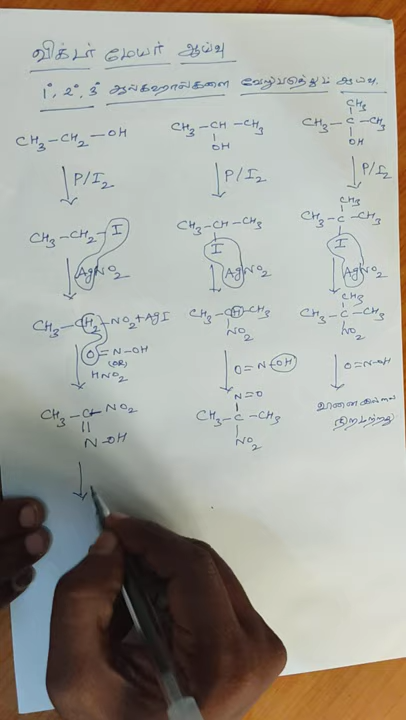 விக்டர் மேயர் ஆய்வு
1°, 2°, 3° ஆல்கஹால்களை வேறுபடுத்தும் ஆய்வு.
CH₃-CH₂-OH CH₃-CH-CH₃ CH₃-C-CH₃
OH CH₃ OH
P/I₂ P/I₂ P/I₂
CH₃-CH₂-I CH₃-CH-CH₃ CH₃-C-CH₃
I CH₃ I
AgNO₂ AgNO₂ AgNO₂
CH₃-CH₂-NO₂+AgI CH₃-CH-CH₃ CH₃-C-CH₃
NO₂ CH₃ NO₂
O=N-OH O=N-OH O=N-OH
(OR)
HNO₂
CH₃-C-NO₂ N=O
N-OH CH₃-C-CH₃
NO₂
நிறமற்றது